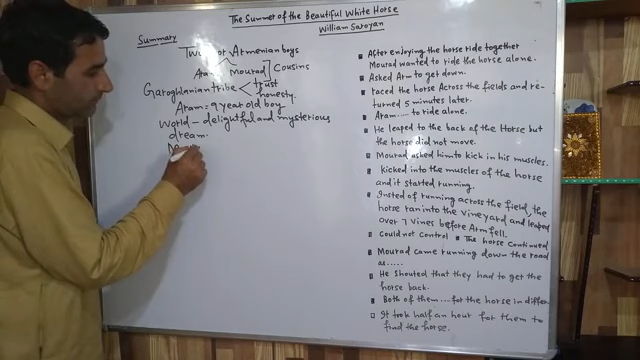 The Summer of the Beautiful White Horse
William Saroyan
Summary
Two Armenian boys
Aram Mourad ] Cousins
Garoghlanian tribe < trust
honesty.
Aram = 9 year old boy
World - delightful and mysterious
dream.
M
After enjoying the horse ride together
Mourad wanted to ride the horse alone.
Asked Arm to get down.
raced the horse Across the fields and re-
turned 5 minutes later.
Aram..... to ride alone.
He leaped to the back of the Horse but
the horse did not move.
Mourad asked him to kick in his muscles.
Kicked into the muscles of the horse
and it started running.
Insted of running across the field, the
horse ran into the vineyard and leaped
over 7 vines before Arm fell.
Could not control The horse continued
Mourad came running down the road
as.....
He shouted that they had to get the
horse back.
Both of them....for the horse in differ.
It took half an hour for them to
find the horse.